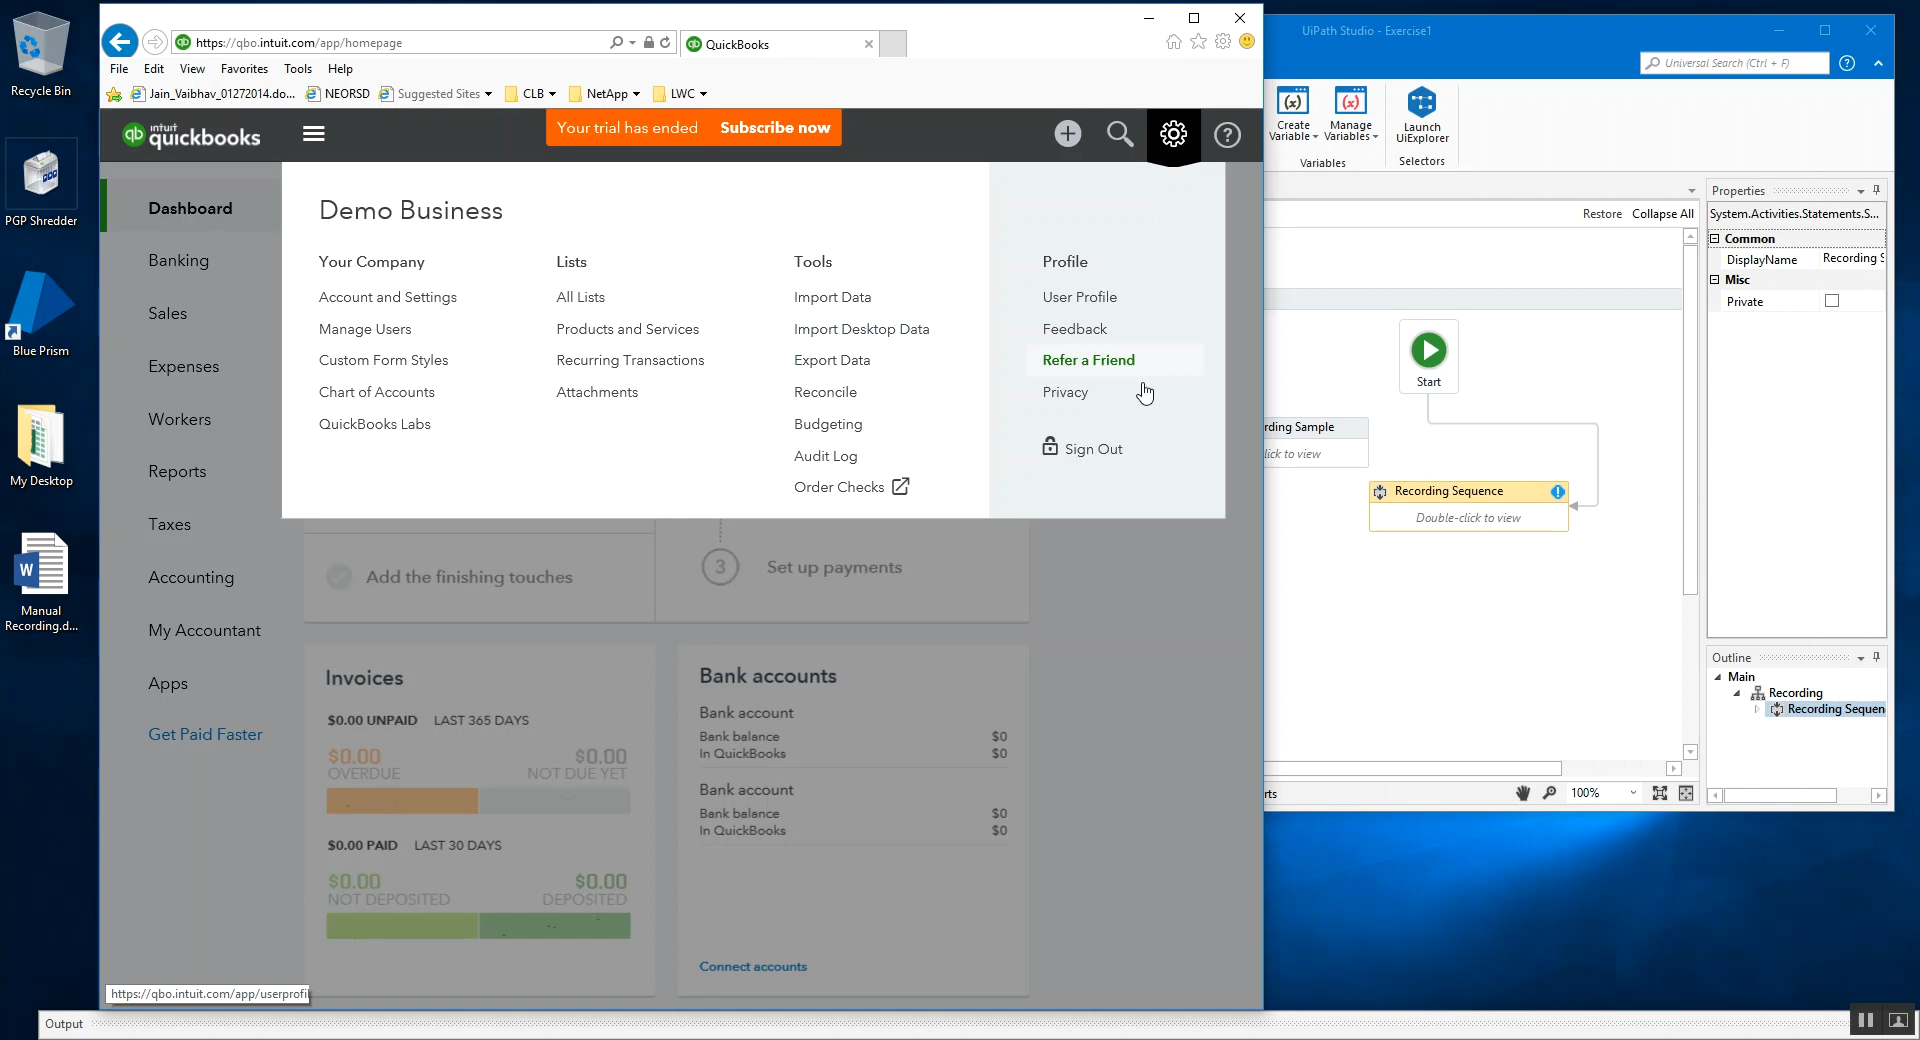 Recycle Bin
PGP Shredder
Blue Prism
My Desktop
Manual
Recording.d...
https://qbo.intuit.com/app/homepage
QuickBooks
File Edit View Favorites Tools Help
Jain_Vaibhav_01272014.do... NEORSD Suggested Sites CLB NetApp LWC
intuit
quickbooks
Your trial has ended Subscribe now
Dashboard
Banking
Sales
Expenses
Workers
Reports
Taxes
Accounting
My Accountant
Apps
Get Paid Faster
Demo Business
Your Company
Account and Settings
Manage Users
Custom Form Styles
Chart of Accounts
QuickBooks Labs
Lists
All Lists
Products and Services
Recurring Transactions
Attachments
Tools
Import Data
Import Desktop Data
Export Data
Reconcile
Budgeting
Audit Log
Order Checks
Profile
User Profile
Feedback
Refer a Friend
Privacy
Sign Out
Add the finishing touches
3 Set up payments
Invoices
$0.00 UNPAID LAST 365 DAYS
$0.00 $0.00
OVERDUE NOT DUE YET
$0.00 PAID LAST 30 DAYS
$0.00 $0.00
NOT DEPOSITED DEPOSITED
Bank accounts
Bank account
Bank balance $0
In QuickBooks $0
Bank account
Bank balance $0
In QuickBooks $0
Connect accounts
https://qbo.intuit.com/app/userprofil
Output
UiPath Studio - Exercise1
Universal Search (Ctrl + F)
Create
Variable
Manage
Variables
Launch
UiExplorer
Variables
Selectors
Restore Collapse All
Start
rding Sample
lick to view
Recording Sequence
Double-click to view
rts
100%
Properties
System.Activities.Statements.S...
Common
DisplayName Recording S
Misc
Private
Outline
Main
Recording
Recording Sequen